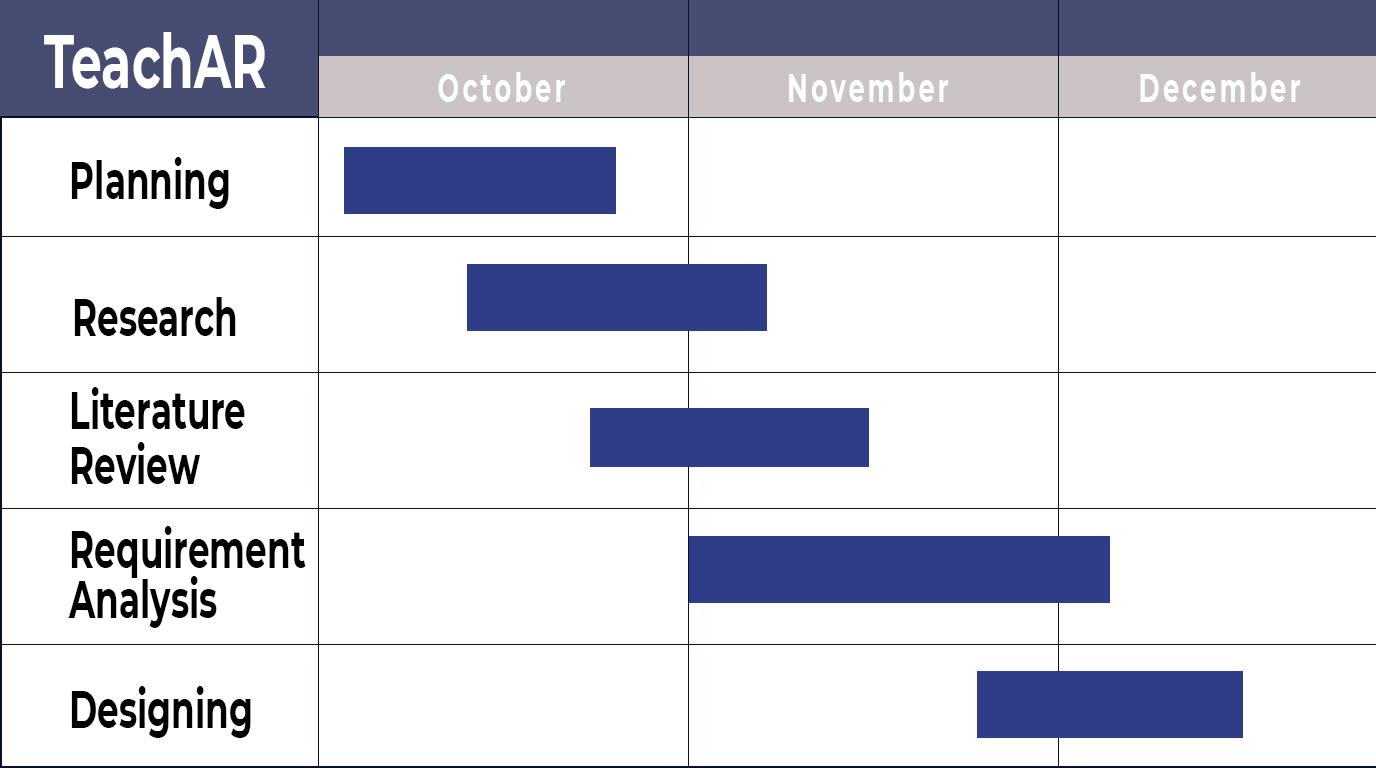 TeachAR
October November December
Planning
Research
Literature
Review
Requirement
Analysis
Designing